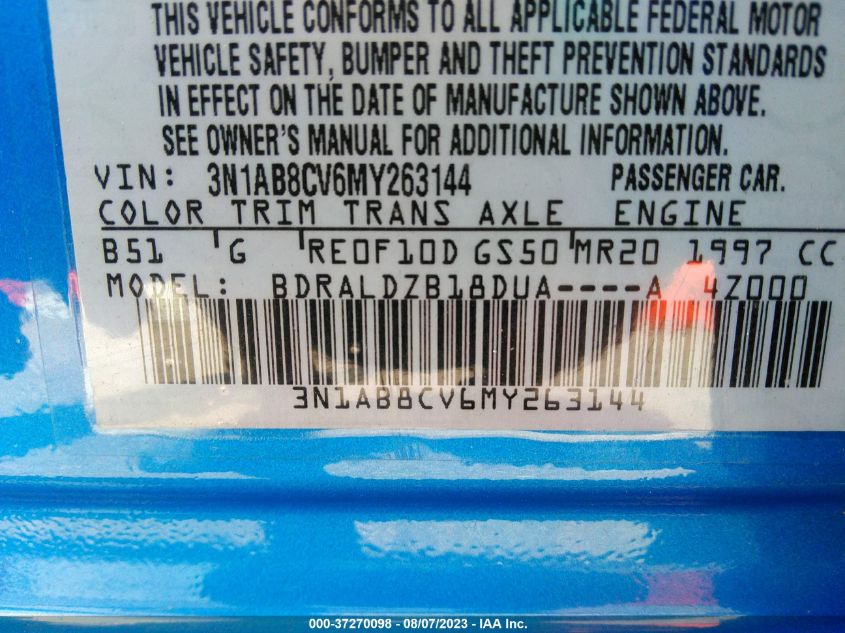 THIS VEHICLE CONFORMS TO ALL APPLICABLE FEDERAL MOTOR
VEHICLE SAFETY, BUMPER AND THEFT PREVENTION STANDARDS
IN EFFECT ON THE DATE OF MANUFACTURE SHOWN ABOVE.
SEE OWNER'S MANUAL FOR ADDITIONAL INFORMATION.
VIN: 3N1AB8CV6MY263144 PASSENGER CAR.
COLOR TRIM TRANS AXLE ENGINE
B51 G RE0F10D GS50 MR20 1997 CC
MODEL: BDRALDZB18DUA----A 4Z000
3N1AB8CV6MY263144
000-37270098 - 08/07/2023 - IAA Inc.